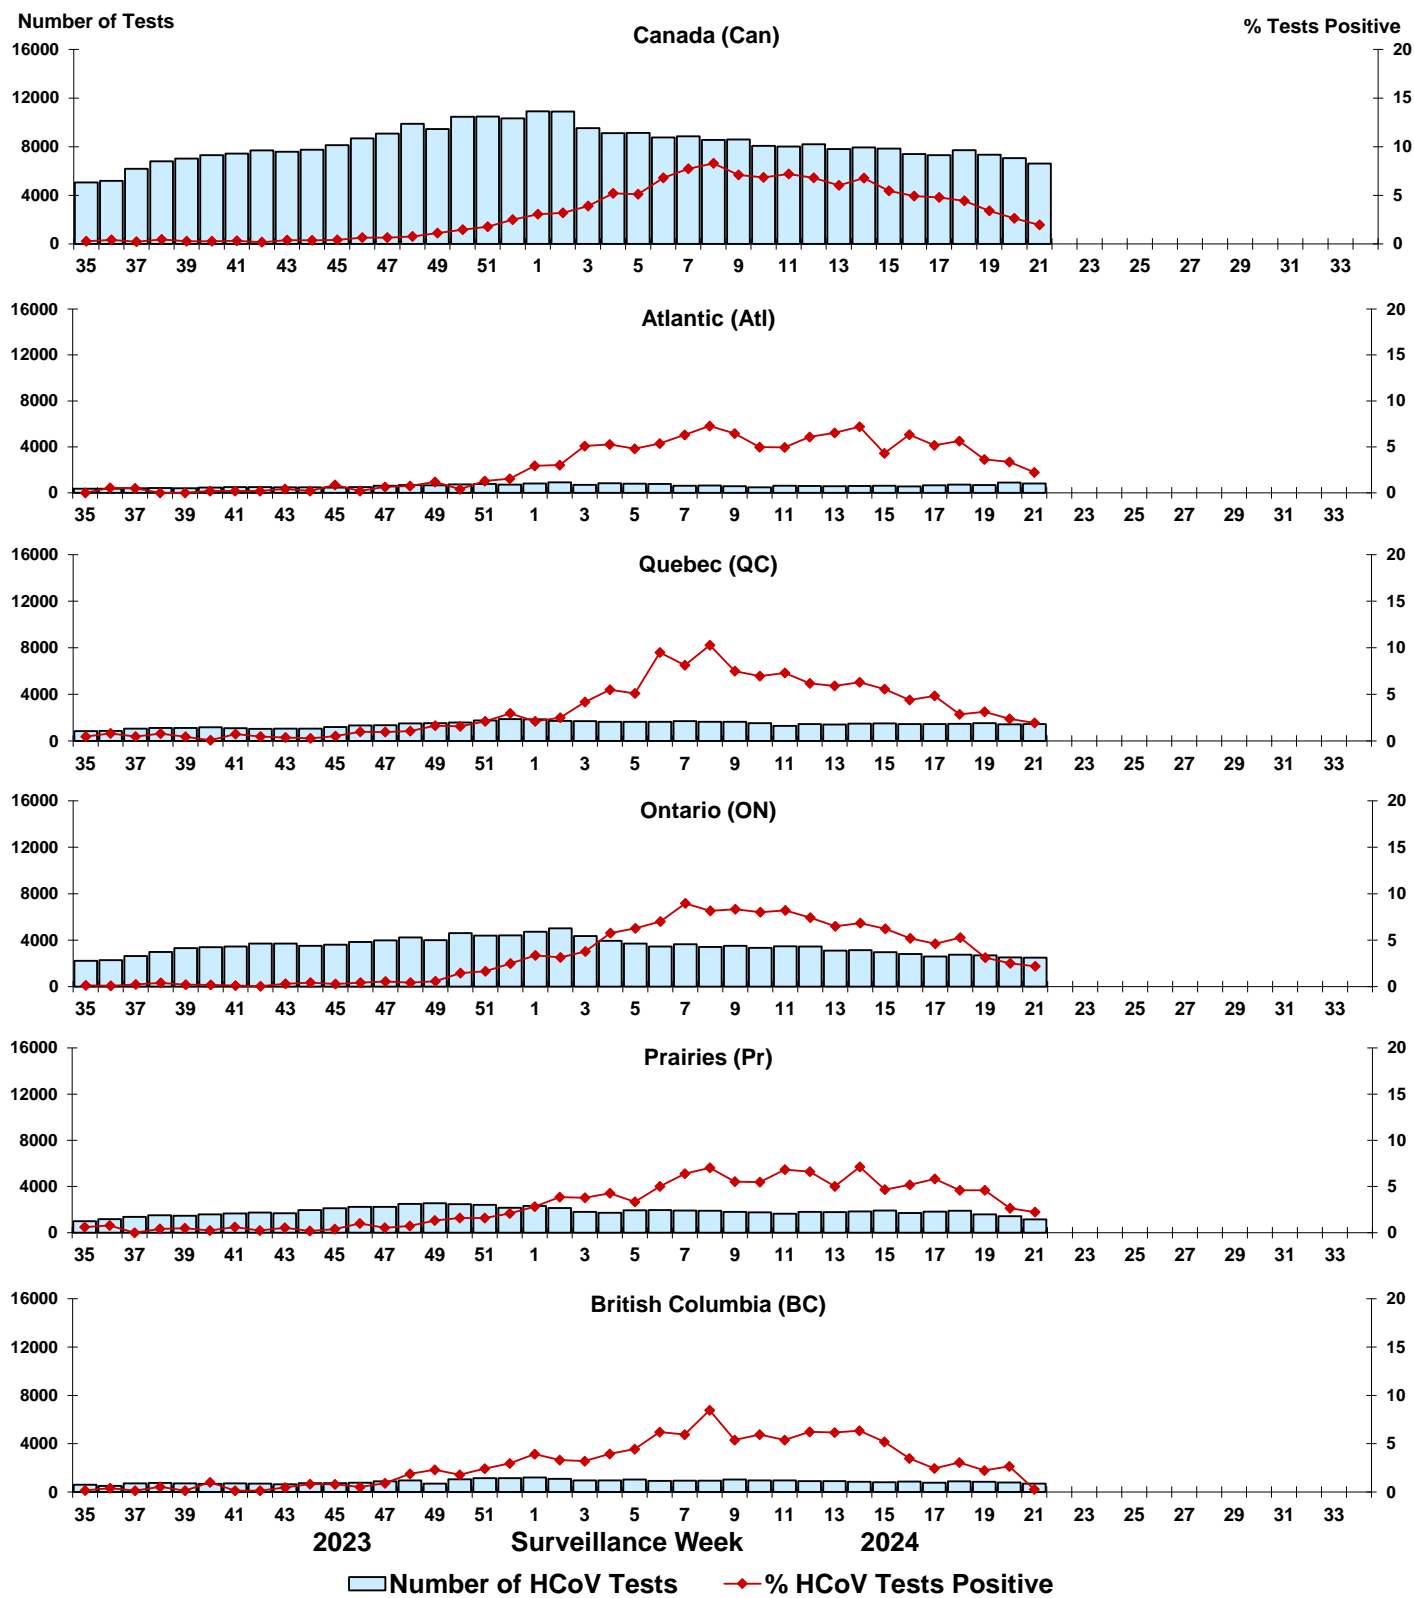 Number of Tests
Canada (Can)
% Tests Positive
16000 20
12000 15
8000 10
4000 5
0 0
35 37 39 41 43 45 47 49 51 1 3 5 7 9 11 13 15 17 19 21 23 25 27 29 31 33
Atlantic (Atl)
16000 20
12000 15
8000 10
4000 5
0 0
35 37 39 41 43 45 47 49 51 1 3 5 7 9 11 13 15 17 19 21 23 25 27 29 31 33
Quebec (QC)
16000 20
12000 15
8000 10
4000 5
0 0
35 37 39 41 43 45 47 49 51 1 3 5 7 9 11 13 15 17 19 21 23 25 27 29 31 33
Ontario (ON)
16000 20
12000 15
8000 10
4000 5
0 0
35 37 39 41 43 45 47 49 51 1 3 5 7 9 11 13 15 17 19 21 23 25 27 29 31 33
Prairies (Pr)
16000 20
12000 15
8000 10
4000 5
0 0
35 37 39 41 43 45 47 49 51 1 3 5 7 9 11 13 15 17 19 21 23 25 27 29 31 33
British Columbia (BC)
16000 20
12000 15
8000 10
4000 5
0 0
35 37 39 41 43 45 47 49 51 1 3 5 7 9 11 13 15 17 19 21 23 25 27 29 31 33
2023 Surveillance Week 2024
Number of HCoV Tests % HCoV Tests Positive